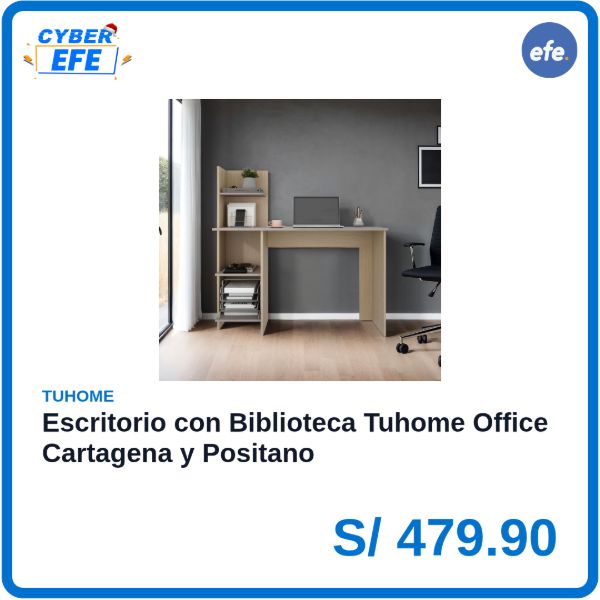 CYBER
EFE
efe.
TUHOME
Escritorio con Biblioteca Tuhome Office
Cartagena y Positano
S/ 479.90